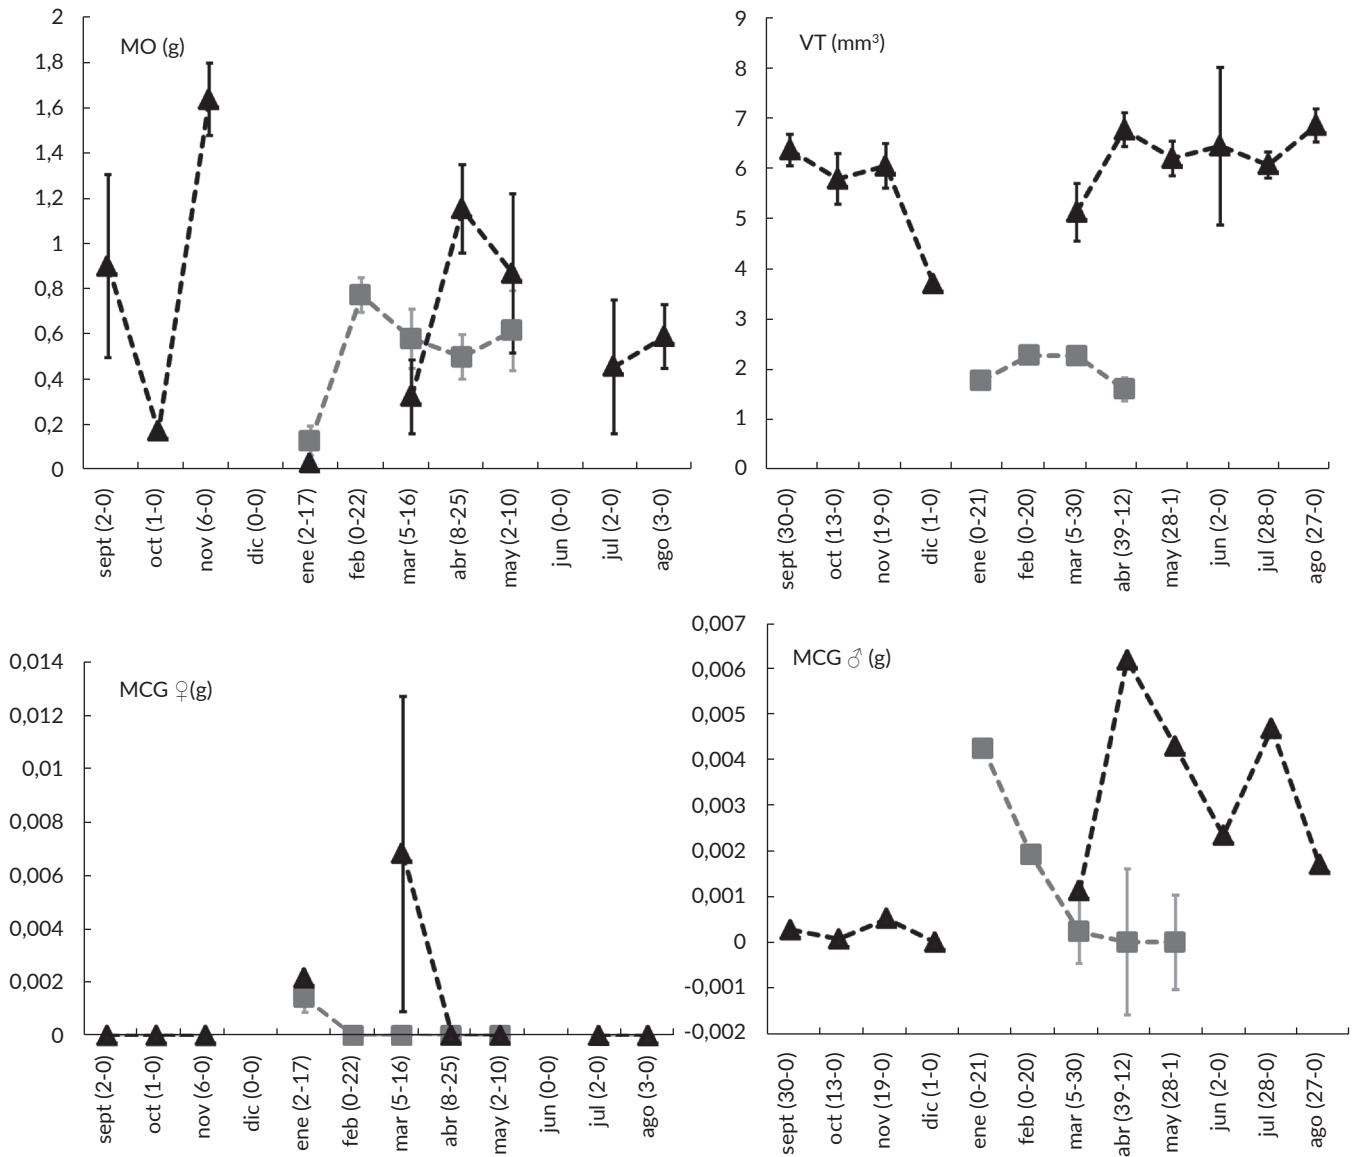 MO (g)
2
1,8
1,6
1,4
1,2
1
0,8
0,6
0,4
0,2
0
sept (2-0)
oct (1-0)
nov (6-0)
dic (0-0)
ene (2-17)
feb (0-22)
mar (5-16)
abr (8-25)
may (2-10)
jun (0-0)
jul (2-0)
ago (3-0)
VT (mm³)
9
8
7
6
5
4
3
2
1
0
sept (30-0)
oct (13-0)
nov (19-0)
dic (1-0)
ene (0-21)
feb (0-20)
mar (5-30)
abr (39-12)
may (28-1)
jun (2-0)
jul (28-0)
ago (27-0)
MCG ♀(g)
0,014
0,012
0,01
0,008
0,006
0,004
0,002
0
sept (2-0)
oct (1-0)
nov (6-0)
dic (0-0)
ene (2-17)
feb (0-22)
mar (5-16)
abr (8-25)
may (2-10)
jun (0-0)
jul (2-0)
ago (3-0)
MCG ♂ (g)
0,007
0,006
0,005
0,004
0,003
0,002
0,001
0
-0,001
-0,002
sept (30-0)
oct (13-0)
nov (19-0)
dic (1-0)
ene (0-21)
feb (0-20)
mar (5-30)
abr (39-12)
may (28-1)
jun (2-0)
jul (28-0)
ago (27-0)